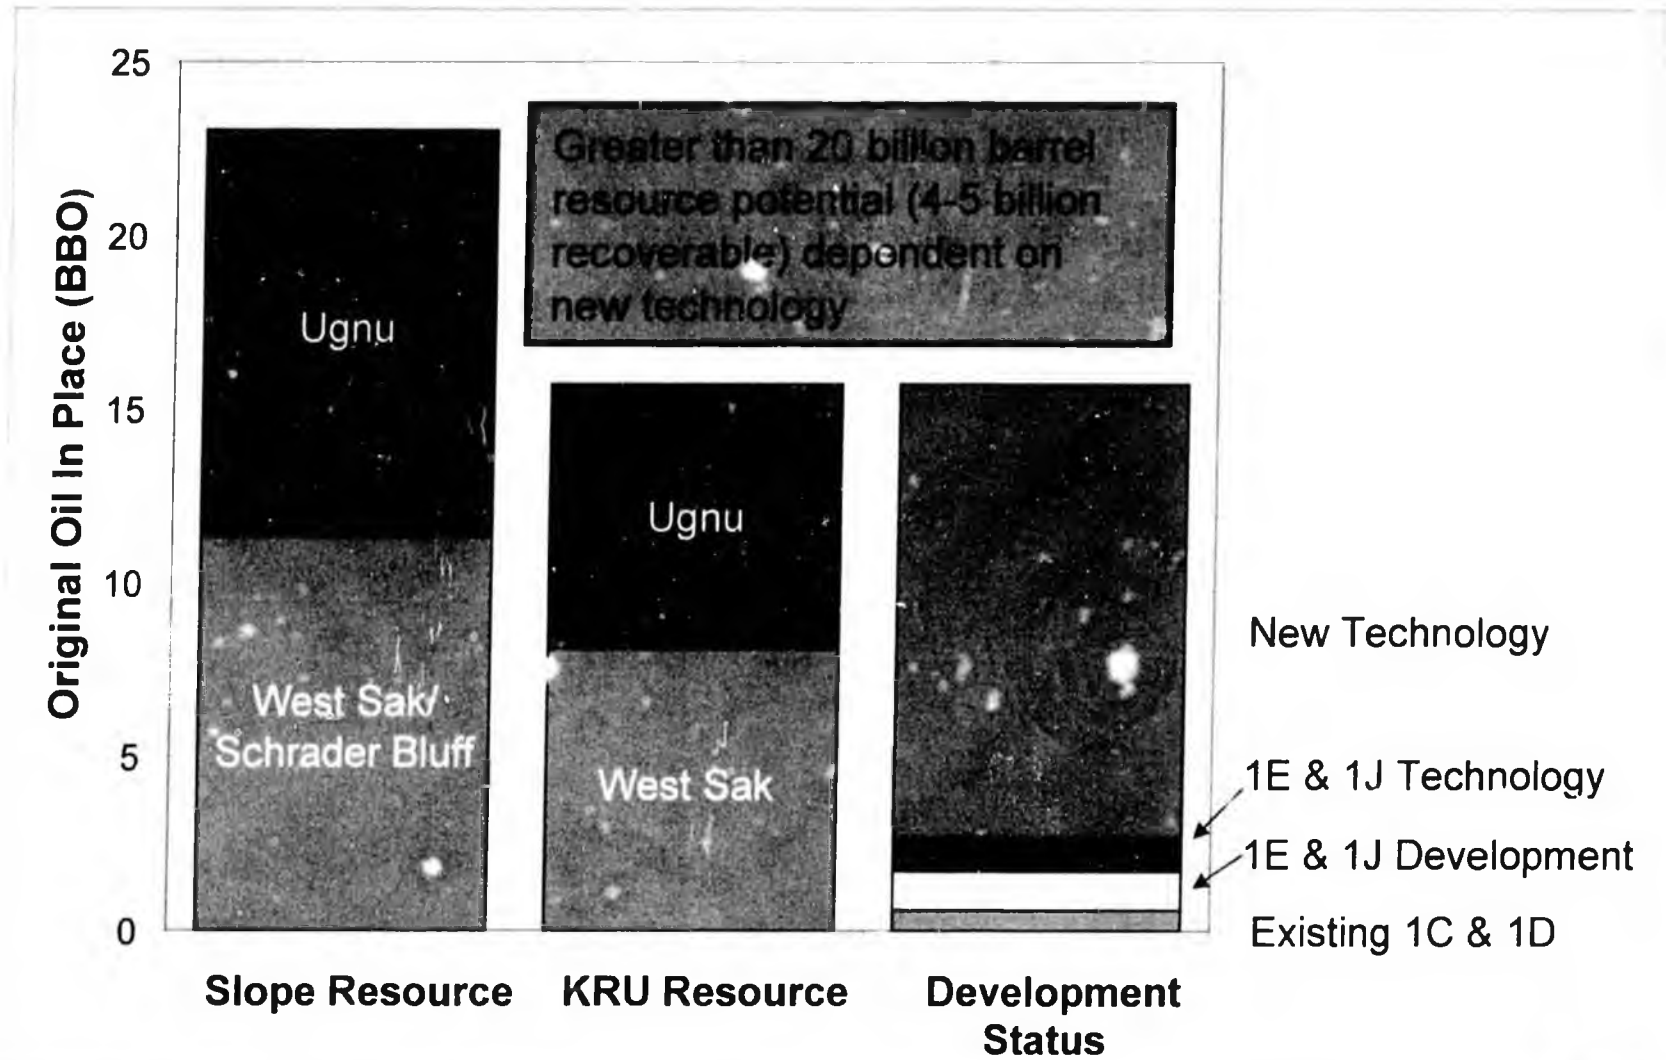 Original Oil In Place (BBO)
25
20
15
10
5
0
Greater than 20 billion barrel
resource potential (4-5 billion
recoverable) dependent on
new technology
Ugnu
West Sak/
Schrader Bluff
Ugnu
West Sak
New Technology
1E & 1J Technology
1E & 1J Development
Existing 1C & 1D
Slope Resource
KRU Resource
Development
Status